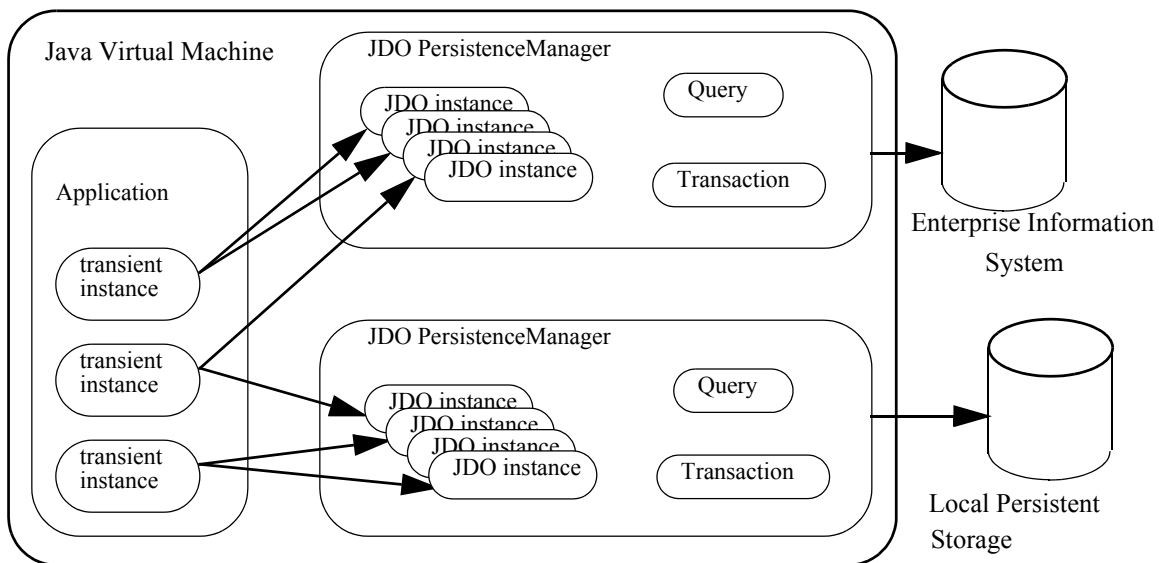 Java Virtual Machine
Application
transient
instance
transient
instance
transient
instance
JDO PersistenceManager
JDO instance
JDO instance
JDO instance
JDO instance
Query
Transaction
Enterprise Information
System
JDO PersistenceManager
JDO instance
JDO instance
JDO instance
JDO instance
Query
Transaction
Local Persistent
Storage